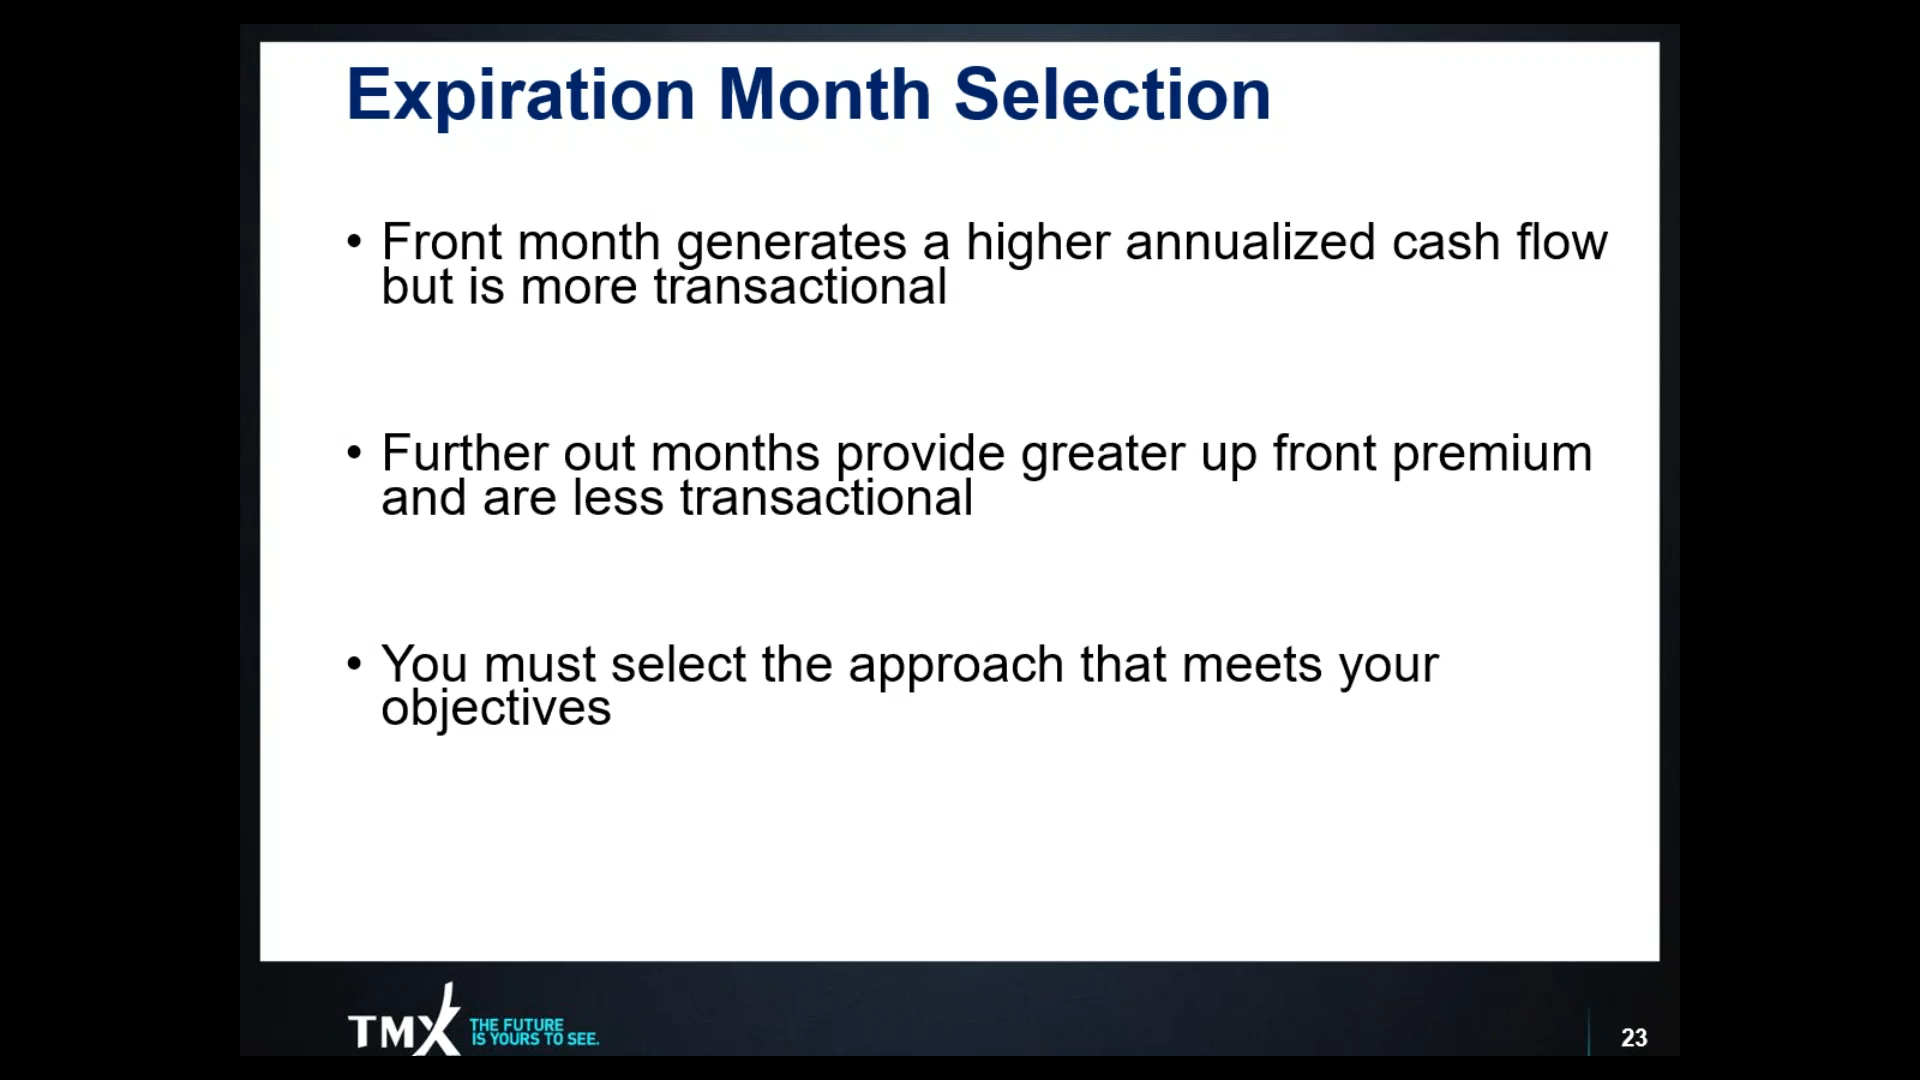 Expiration Month Selection
• Front month generates a higher annualized cash flow
but is more transactional
• Further out months provide greater up front premium
and are less transactional
• You must select the approach that meets your
objectives
TMX THE FUTURE
IS YOURS TO SEE.
23